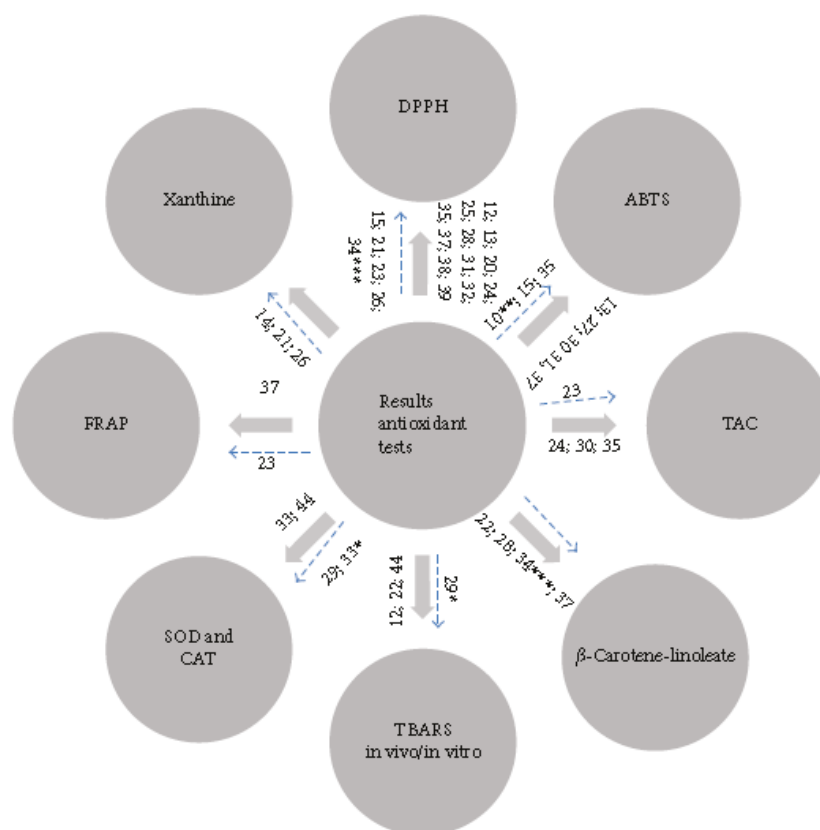 DPPH
Xanthine
ABTS
15; 21; 23; 26;
34***
12; 13; 20; 24;
25; 28; 31; 32;
35; 37; 38; 39
10**; 15; 35
13; 27; 30 31, 37
14; 21; 26
37
FRAP
23
Results
antioxidant
tests
23
24; 30; 35
TAC
33; 44
29; 33*
12; 22; 44
29*
22; 28; 34***; 37
SOD and
CAT
β-Carotene-linoleate
TBARS
in vivo/in vitro